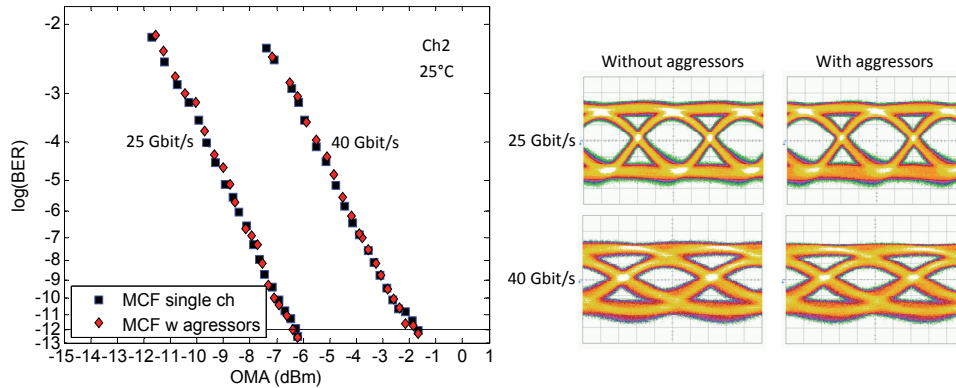 Ch2
25°C
25 Gbit/s
40 Gbit/s
log(BER)
-2
-3
-4
-5
-6
-7
-8
-9
-10
-11
-12
-13
MCF single ch
MCF w agressors
-15 -14 -13 -12 -11 -10 -9 -8 -7 -6 -5 -4 -3 -2 -1 0 1
OMA (dBm)
Without aggressors With aggressors
25 Gbit/s
40 Gbit/s